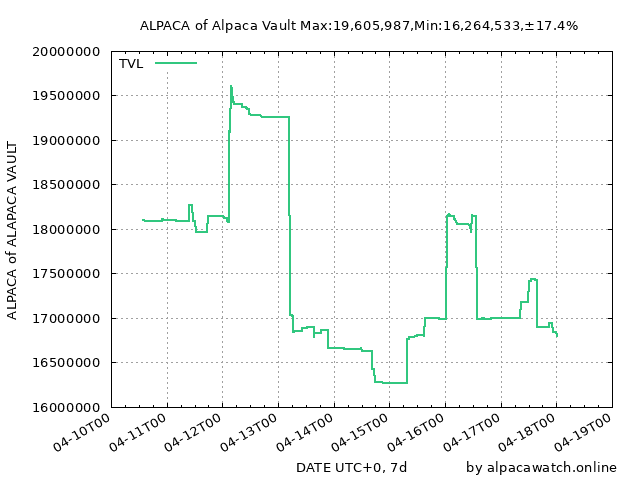 ALPACA of Alpaca Vault Max:19,605,987,Min:16,264,533,±17.4%
20000000
TVL
19500000
19000000
18500000
18000000
17500000
17000000
16500000
16000000
ALPACA of ALAPACA VAULT
04-10T00
04-11T00
04-12T00
04-13T00
04-14T00
04-15T00
04-16T00
04-17T00
04-18T00
04-19T00
DATE UTC+0, 7d
by alpacawatch.online